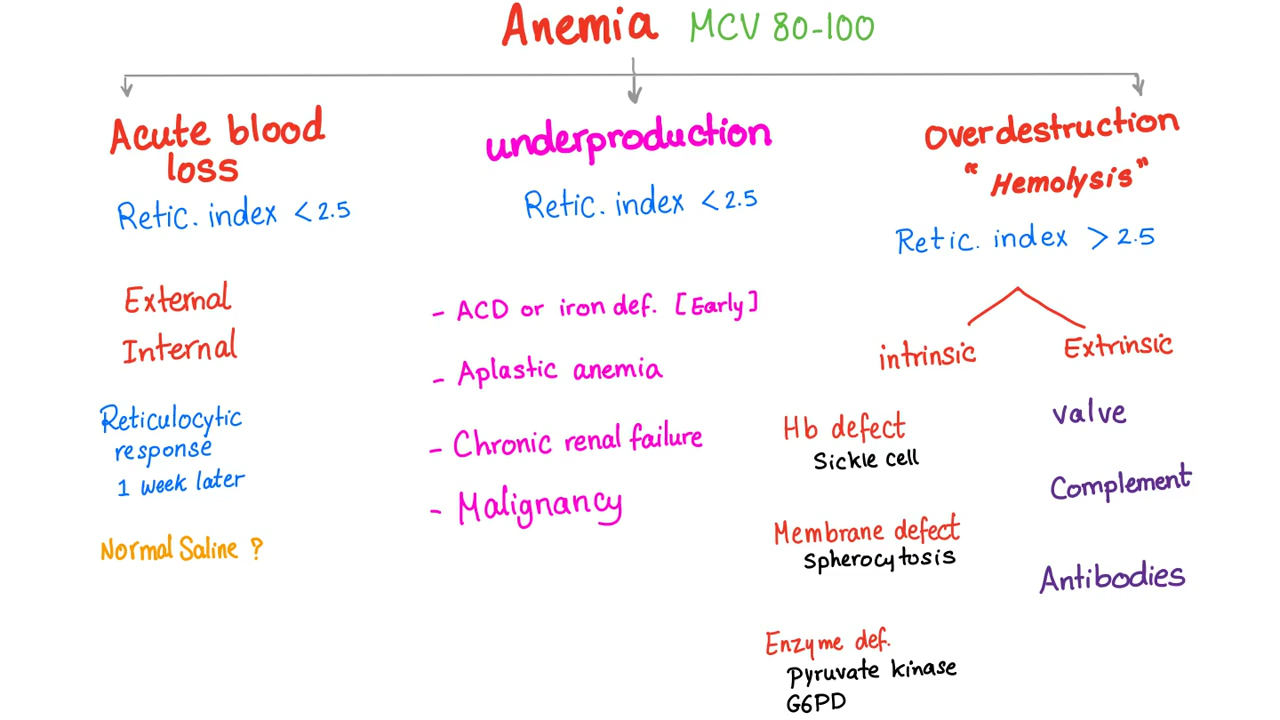 Anemia MCV 80-100
Acute blood
loss
Retic. index < 2.5
External
Internal
Reticulocytic
response
1 week later
Normal Saline ?
underproduction
Retic. index < 2.5
- ACD or iron def. [Early]
- Aplastic anemia
- Chronic renal failure
- Malignancy
Overdestruction
"Hemolysis"
Retic. index > 2.5
intrinsic
Hb defect
Sickle cell
Membrane defect
Spherocytosis
Enzyme def.
Pyruvate kinase
G6PD
Extrinsic
valve
Complement
Antibodies